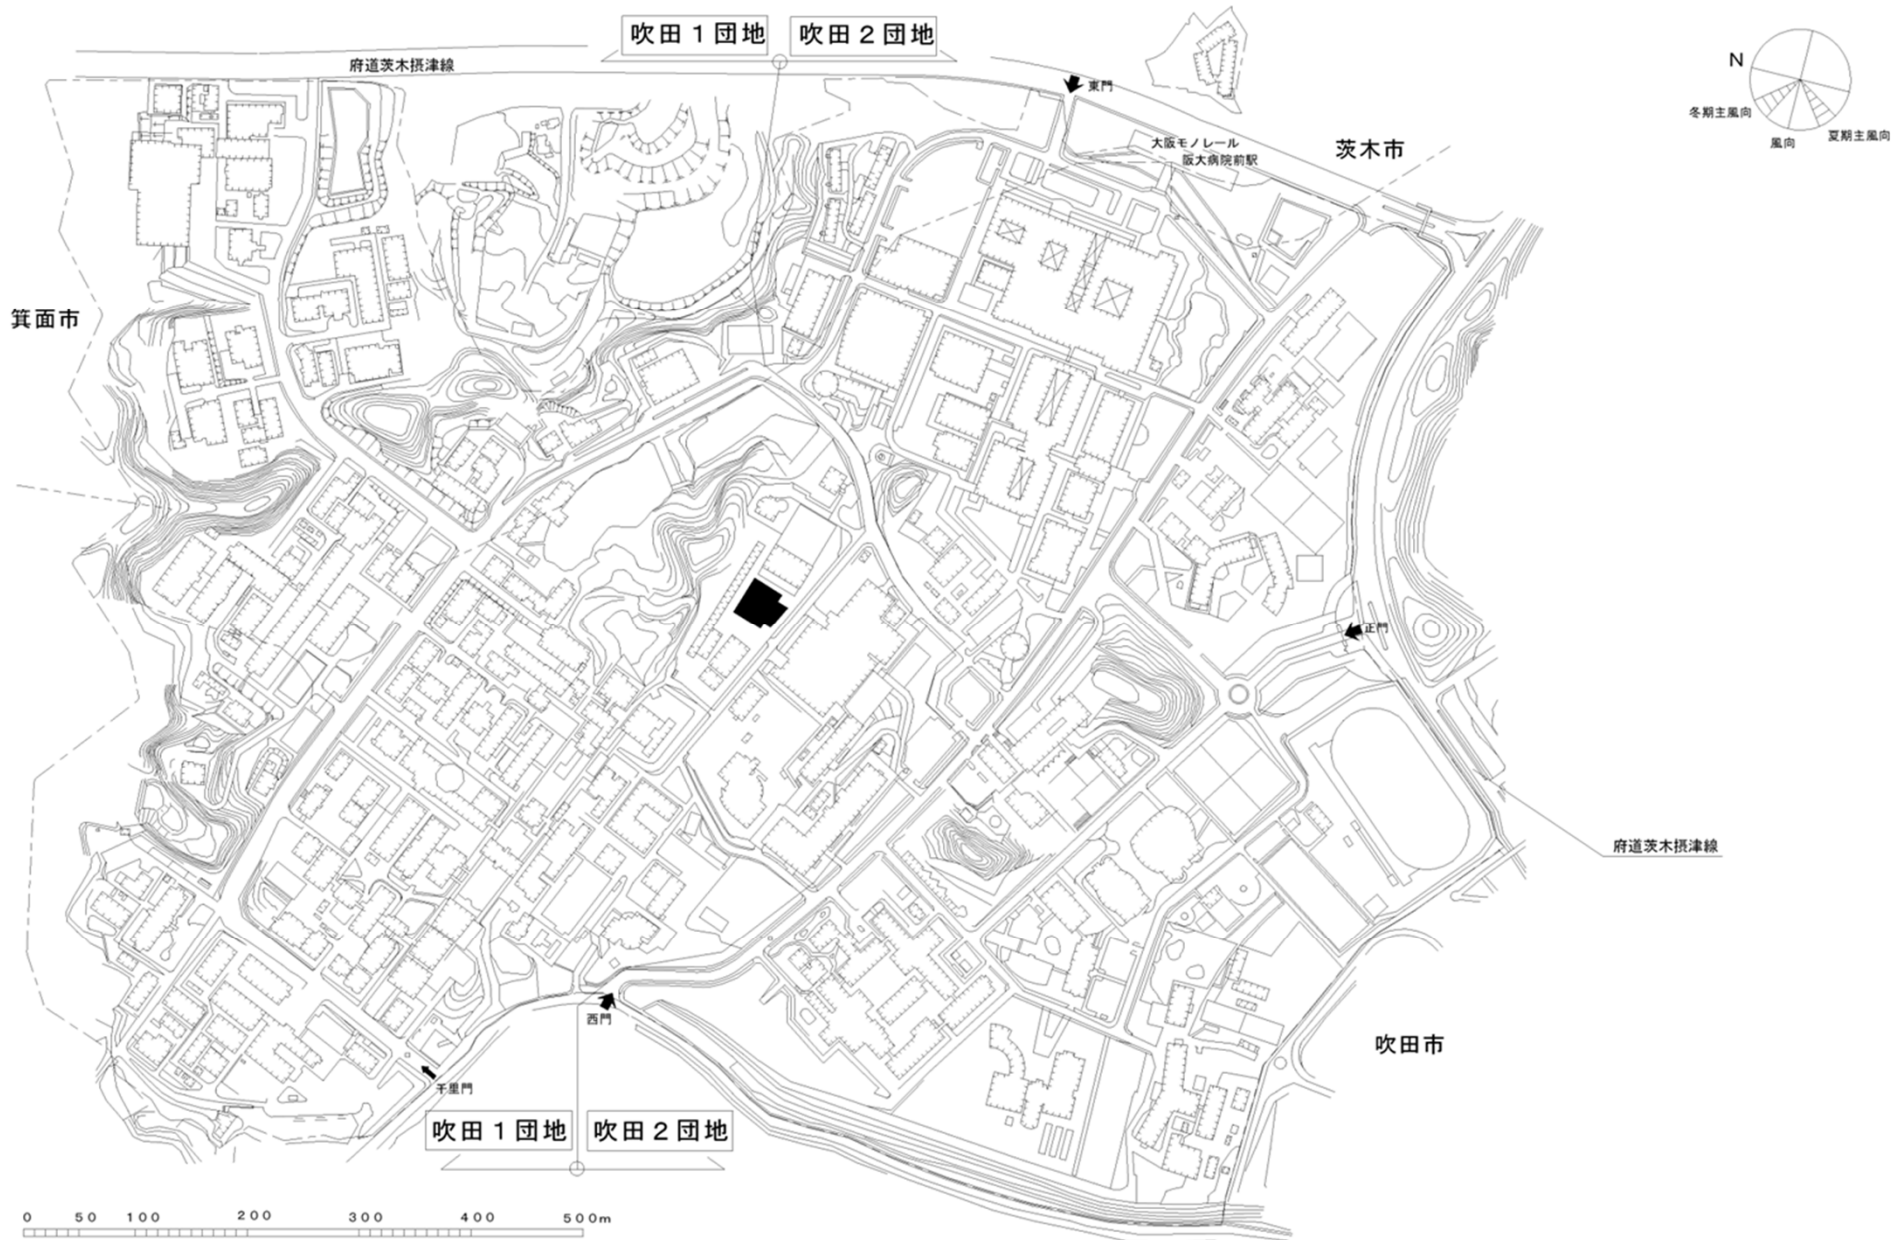 吹田１団地 吹田２団地
府道茨木摂津線
東門
N
大阪モノレール
阪大病院前駅
茨木市
冬期主風向
風向
夏期主風向
箕面市
正門
府道茨木摂津線
西門
吹田市
千里門
吹田１団地 吹田２団地
0 50 100 200 300 400 500m